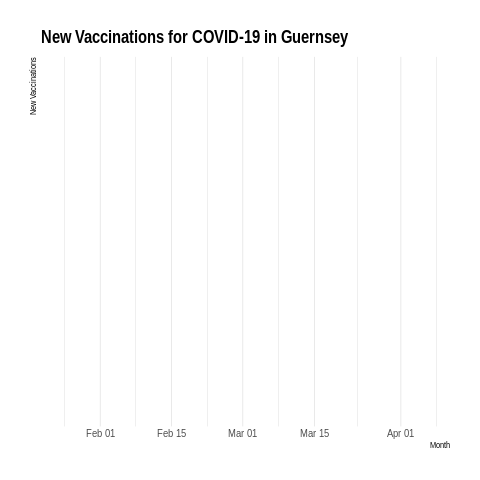 New Vaccinations for COVID-19 in Guernsey
New Vaccinations
Feb 01 Feb 15 Mar 01 Mar 15 Apr 01
Month